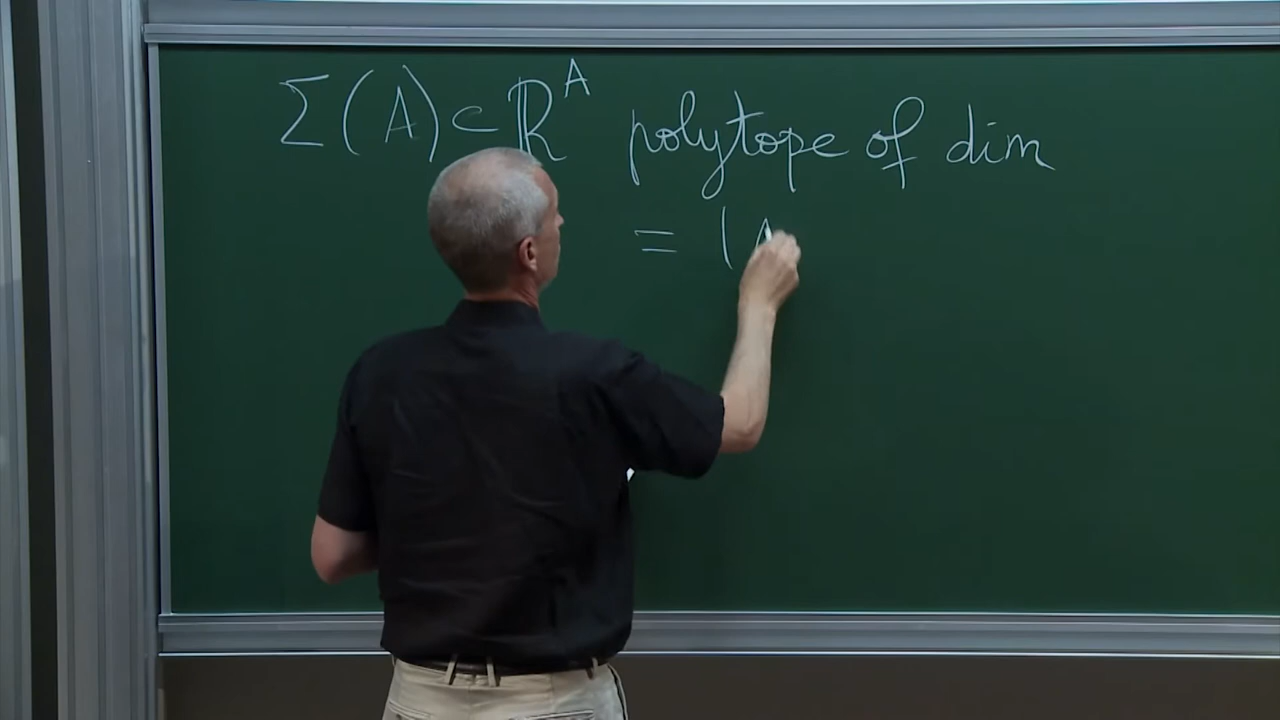 Σ(A) ⊂ ℝ^A polytope of dim
= |A